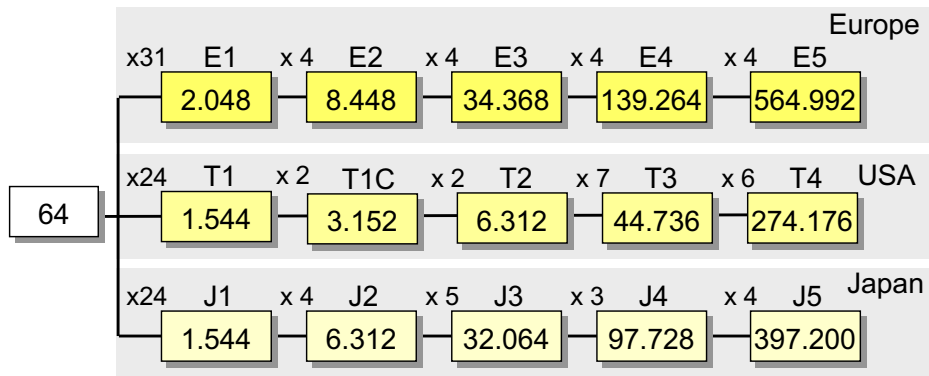 Europe
x31 E1 x 4 E2 x 4 E3 x 4 E4 x 4 E5
2.048 8.448 34.368 139.264 564.992
x24 T1 x 2 T1C x 2 T2 x 7 T3 x 6 T4 USA
64 1.544 3.152 6.312 44.736 274.176
x24 J1 x 4 J2 x 5 J3 x 3 J4 x 4 J5 Japan
1.544 6.312 32.064 97.728 397.200